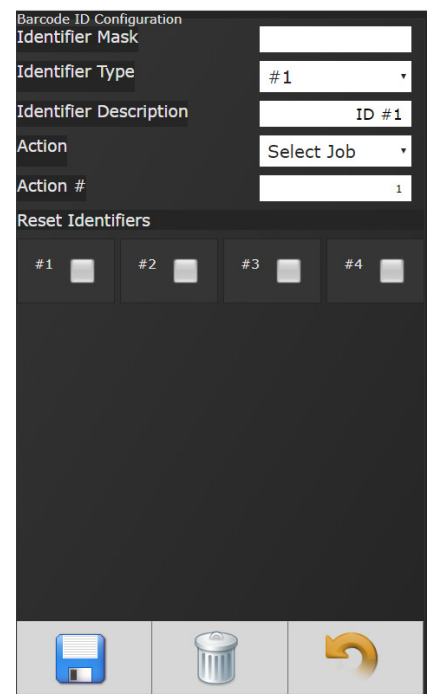 Barcode ID Configuration
Identifier Mask
Identifier Type #1
Identifier Description ID #1
Action Select Job
Action # 1
Reset Identifiers
#1 #2 #3 #4